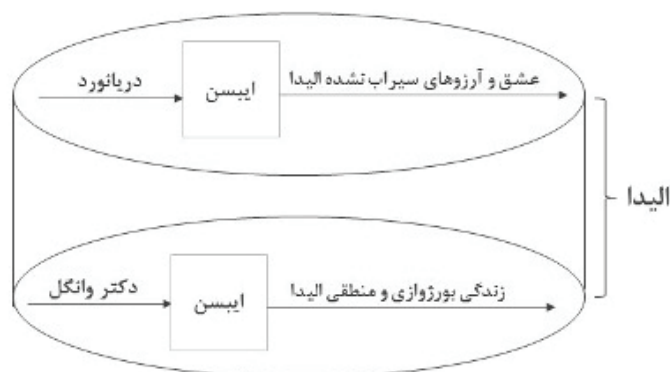 دریانورد
ایبسن
عشق و آرزوهای سیراب نشده الیدا
الیدا
دکتر وانگل
ایبسن
زندگی بورژوازی و منطقی الیدا